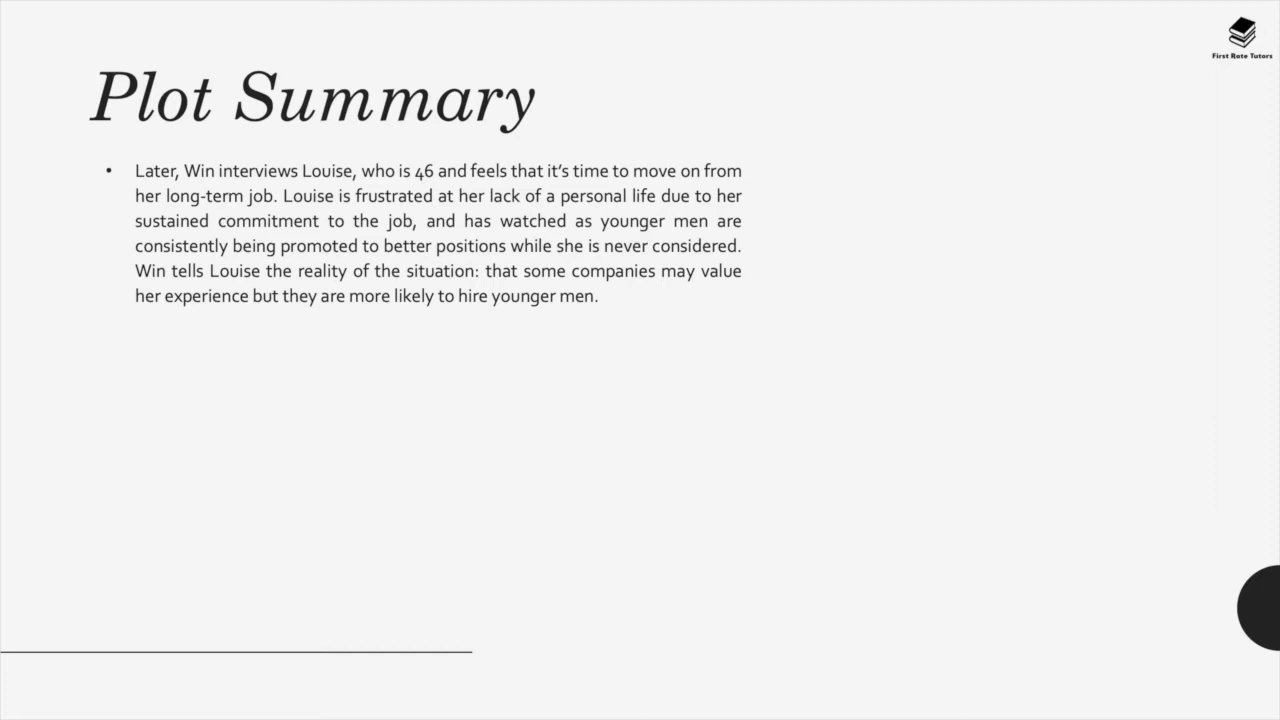 First Rate Tutors
Plot Summary
• Later, Win interviews Louise, who is 46 and feels that it's time to move on from
her long-term job. Louise is frustrated at her lack of a personal life due to her
sustained commitment to the job, and has watched as younger men are
consistently being promoted to better positions while she is never considered.
Win tells Louise the reality of the situation: that some companies may value
her experience but they are more likely to hire younger men.